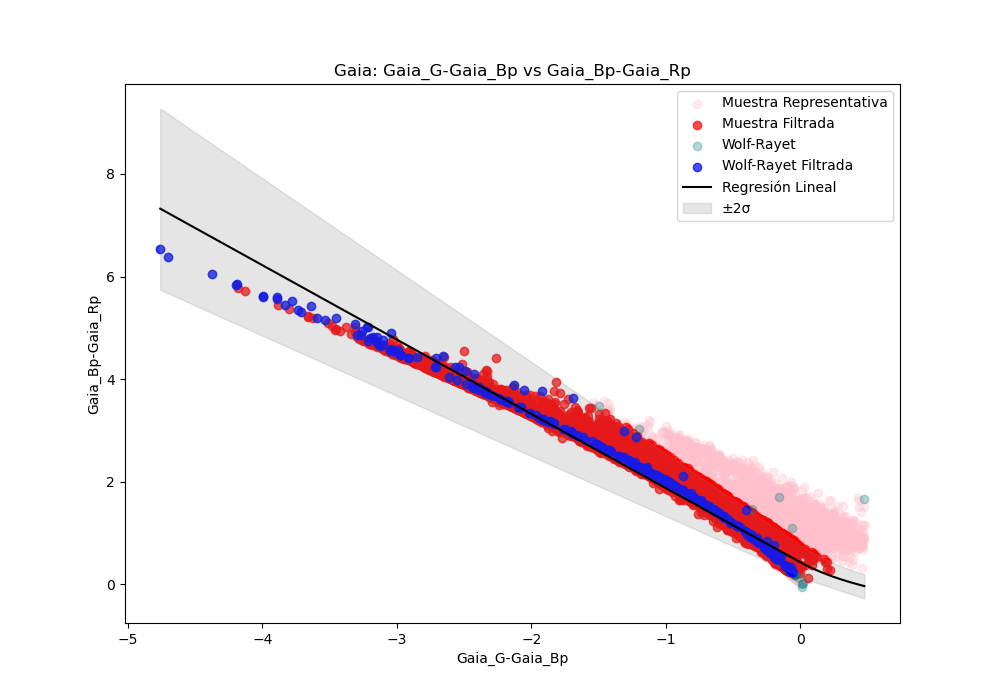 Gaia: Gaia_G-Gaia_Bp vs Gaia_Bp-Gaia_Rp
Muestra Representativa
Muestra Filtrada
Wolf-Rayet
Wolf-Rayet Filtrada
Regresión Lineal
±2σ
Gaia_Bp-Gaia_Rp
8
6
4
2
0
−5
−4
−3
−2
−1
0
Gaia_G-Gaia_Bp